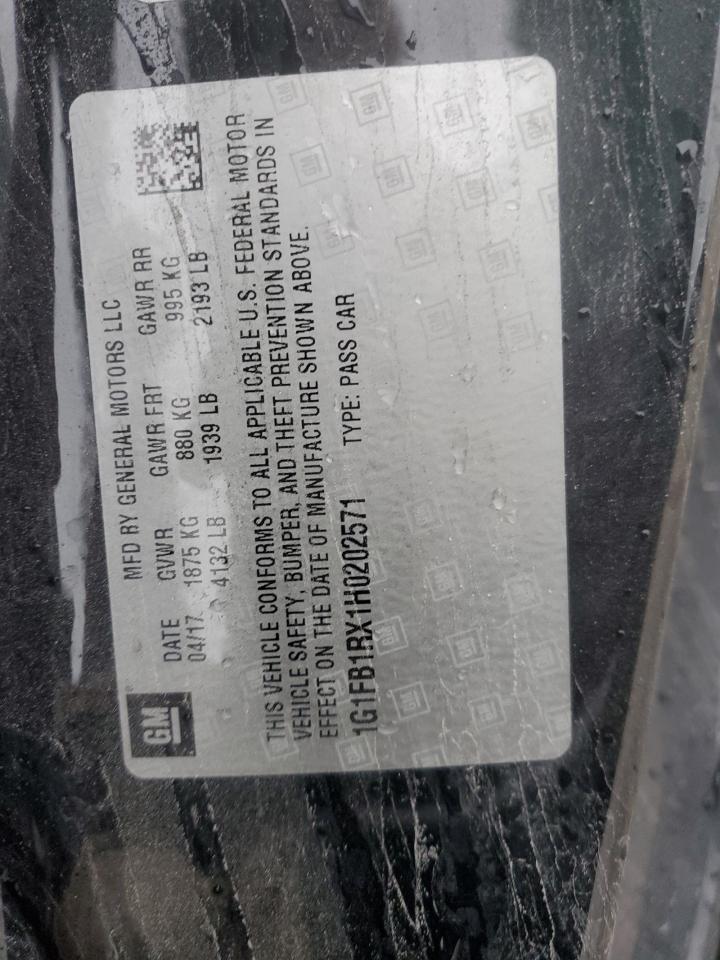 GM
MFD BY GENERAL MOTORS LLC
DATE GVWR GAWR FRT GAWR RR
04/17 1875 KG 880 KG 995 KG
4132 LB 1939 LB 2193 LB
THIS VEHICLE CONFORMS TO ALL APPLICABLE U.S. FEDERAL MOTOR
VEHICLE SAFETY, BUMPER, AND THEFT PREVENTION STANDARDS IN
EFFECT ON THE DATE OF MANUFACTURE SHOWN ABOVE.
1G1FB1RX1H0202571 TYPE: PASS CAR